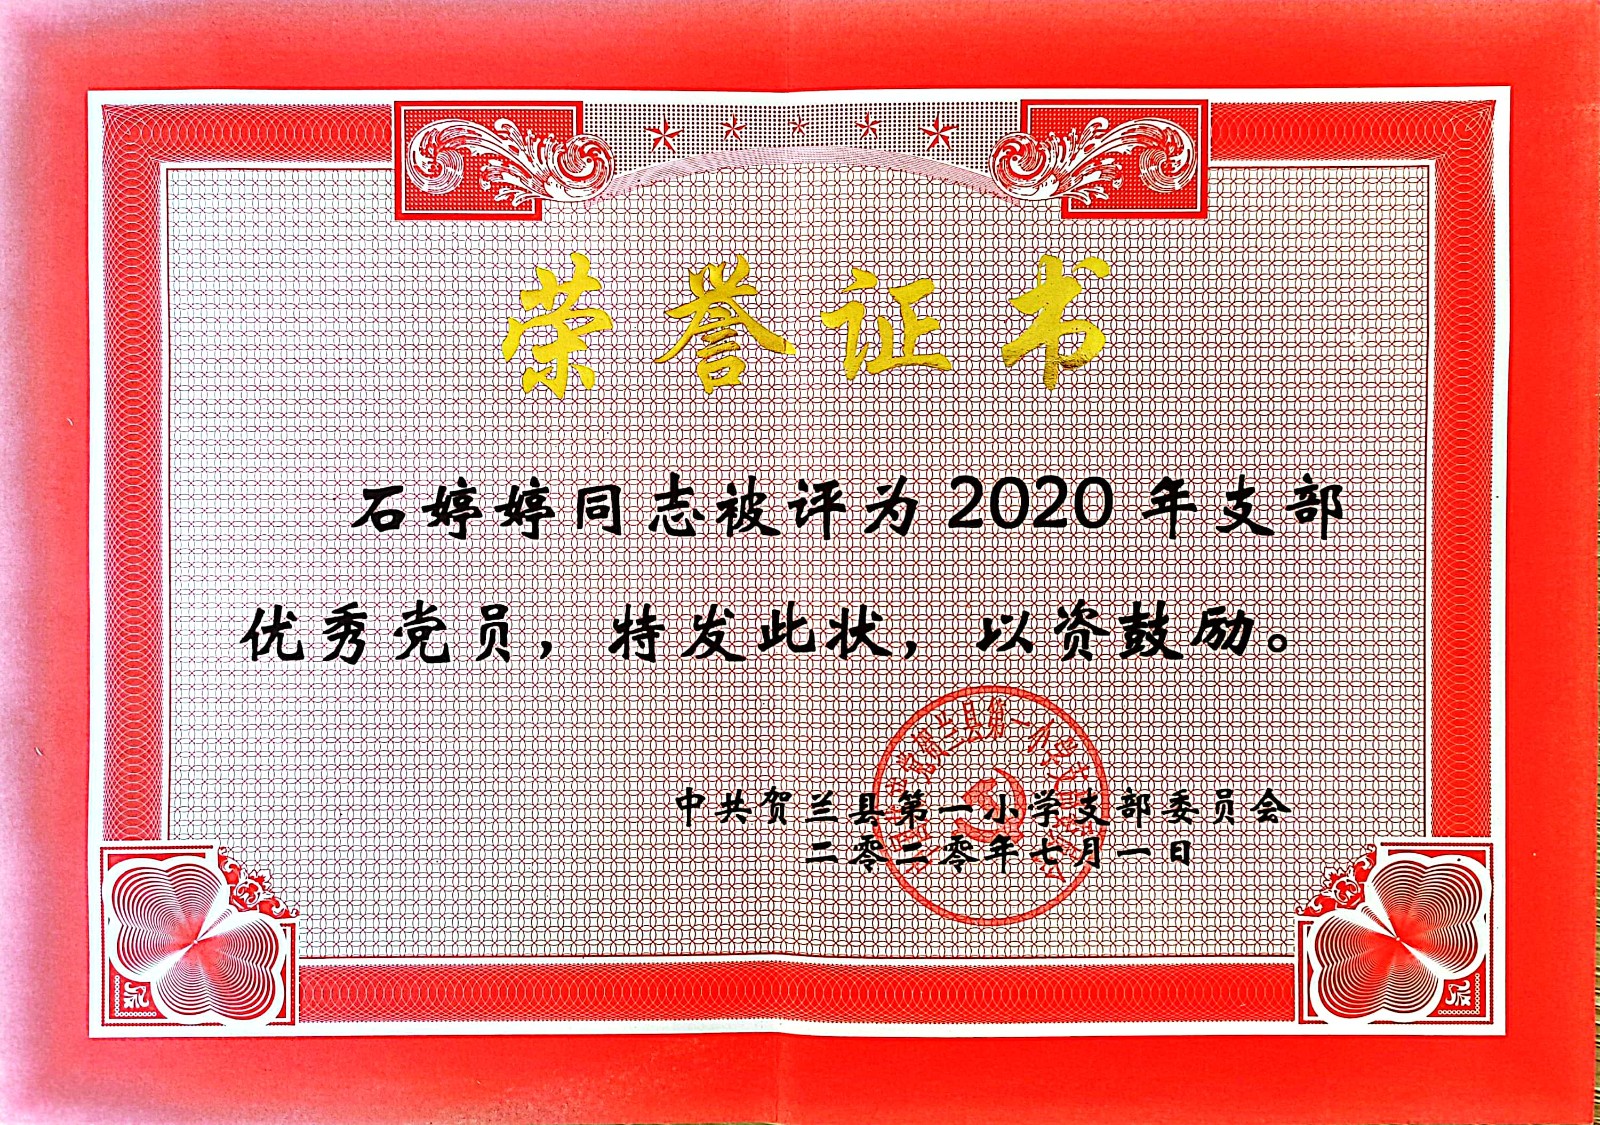 荣誉证书
石婷婷同志被评为2020年支部
优秀党员，特发此状，以资鼓励。
中共贺兰县第一小学支部委员会
二零二零年七月一日